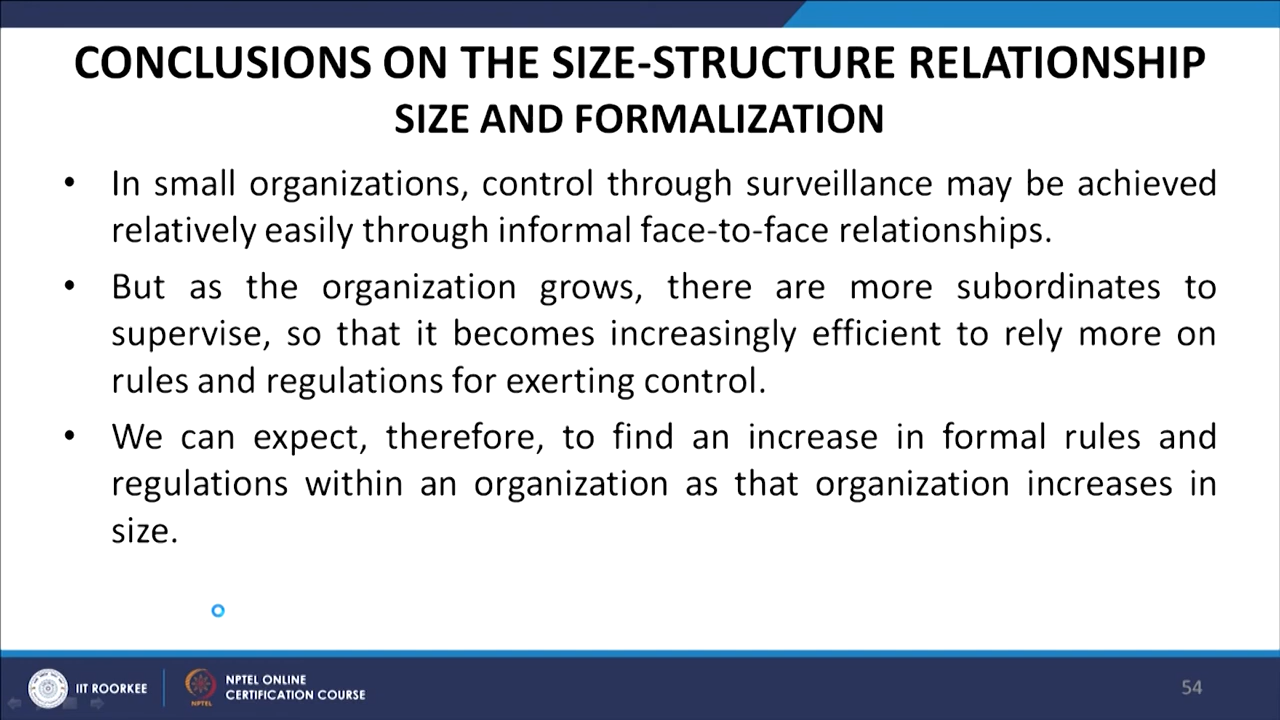 CONCLUSIONS ON THE SIZE-STRUCTURE RELATIONSHIP
SIZE AND FORMALIZATION
• In small organizations, control through surveillance may be achieved
relatively easily through informal face-to-face relationships.
• But as the organization grows, there are more subordinates to
supervise, so that it becomes increasingly efficient to rely more on
rules and regulations for exerting control.
• We can expect, therefore, to find an increase in formal rules and
regulations within an organization as that organization increases in
size.
IIT ROORKEE
NPTEL
NPTEL ONLINE
CERTIFICATION COURSE
54